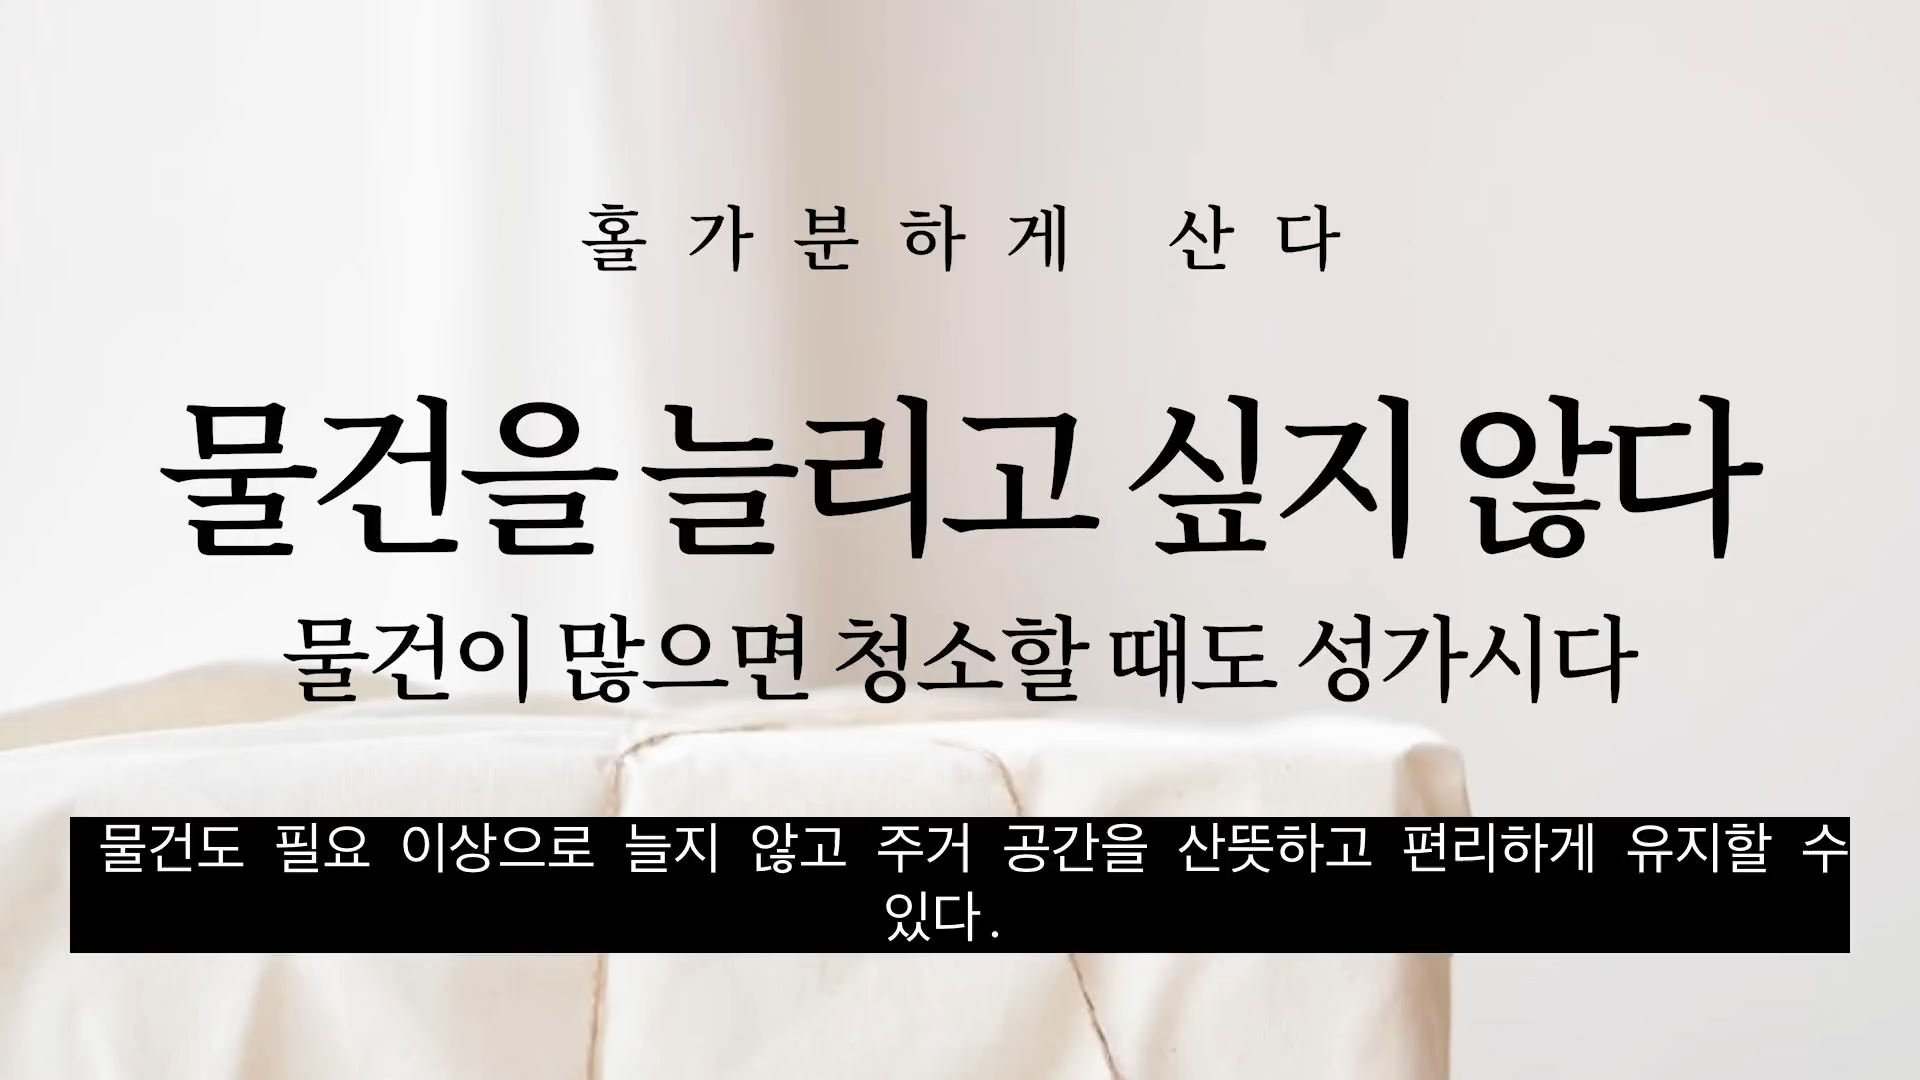 홀가분하게 산다
물건을 늘리고 싶지 않다
물건이 많으면 청소할 때도 성가시다
물건도 필요 이상으로 늘지 않고 주거 공간을 산뜻하고 편리하게 유지할 수
있다.